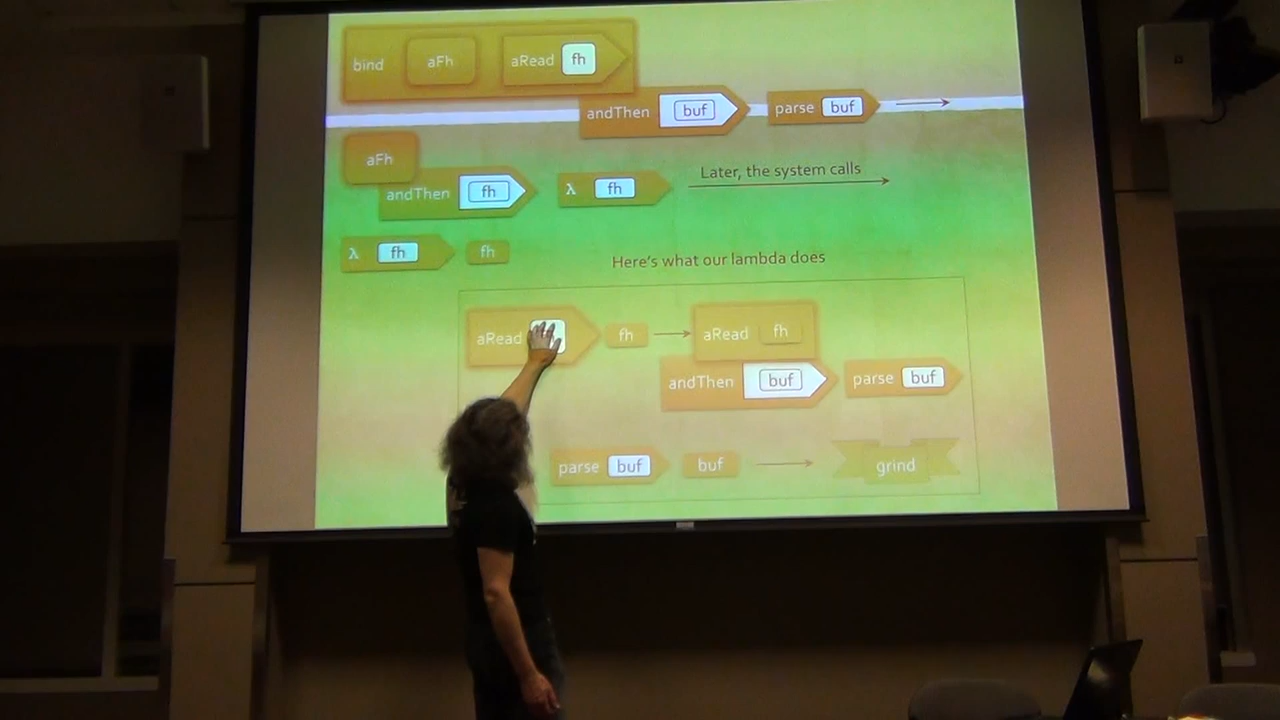 bind aFh aRead fh
andThen buf parse buf
aFh
andThen fh λ fh Later, the system calls
λ fh fh
Here's what our lambda does
aRead fh aRead fh
andThen buf parse buf
parse buf buf grind